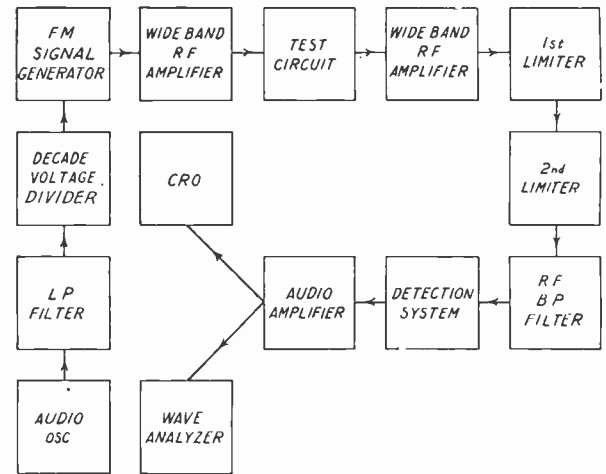 FM
SIGNAL
GENERATOR
WIDE BAND
RF
AMPLIFIER
TEST
CIRCUIT
WIDE BAND
RF
AMPLIFIER
1st
LIMITER
DECADE
VOLTAGE
DIVIDER
CRO
2nd
LIMITER
LP
FILTER
AUDIO
AMPLIFIER
DETECTION
SYSTEM
RF
BP
FILTER
AUDIO
OSC
WAVE
ANALYZER